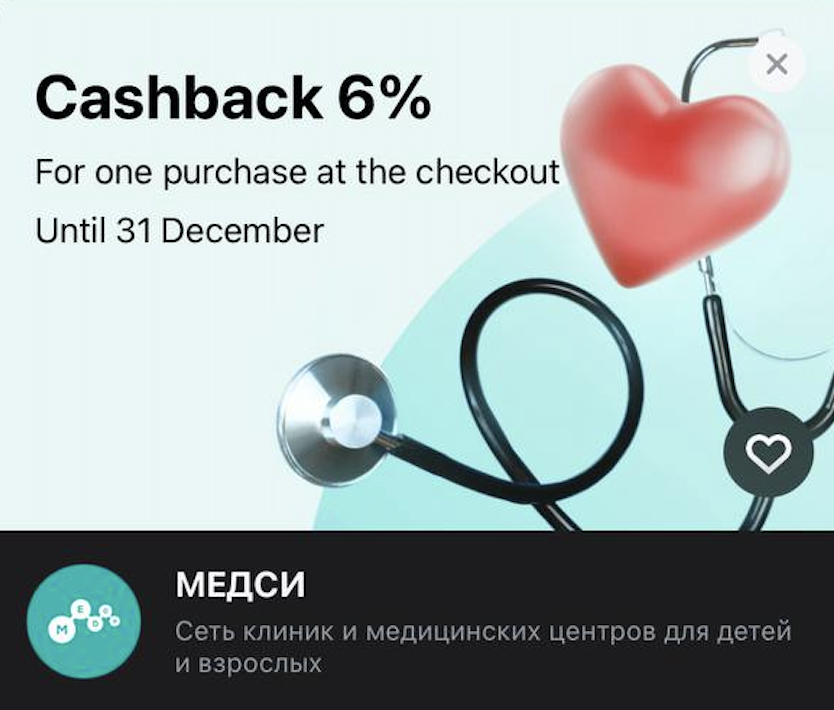 Cashback 6%
For one purchase at the checkout
Until 31 December
МЕДСИ
Сеть клиник и медицинских центров для детей
и взрослых